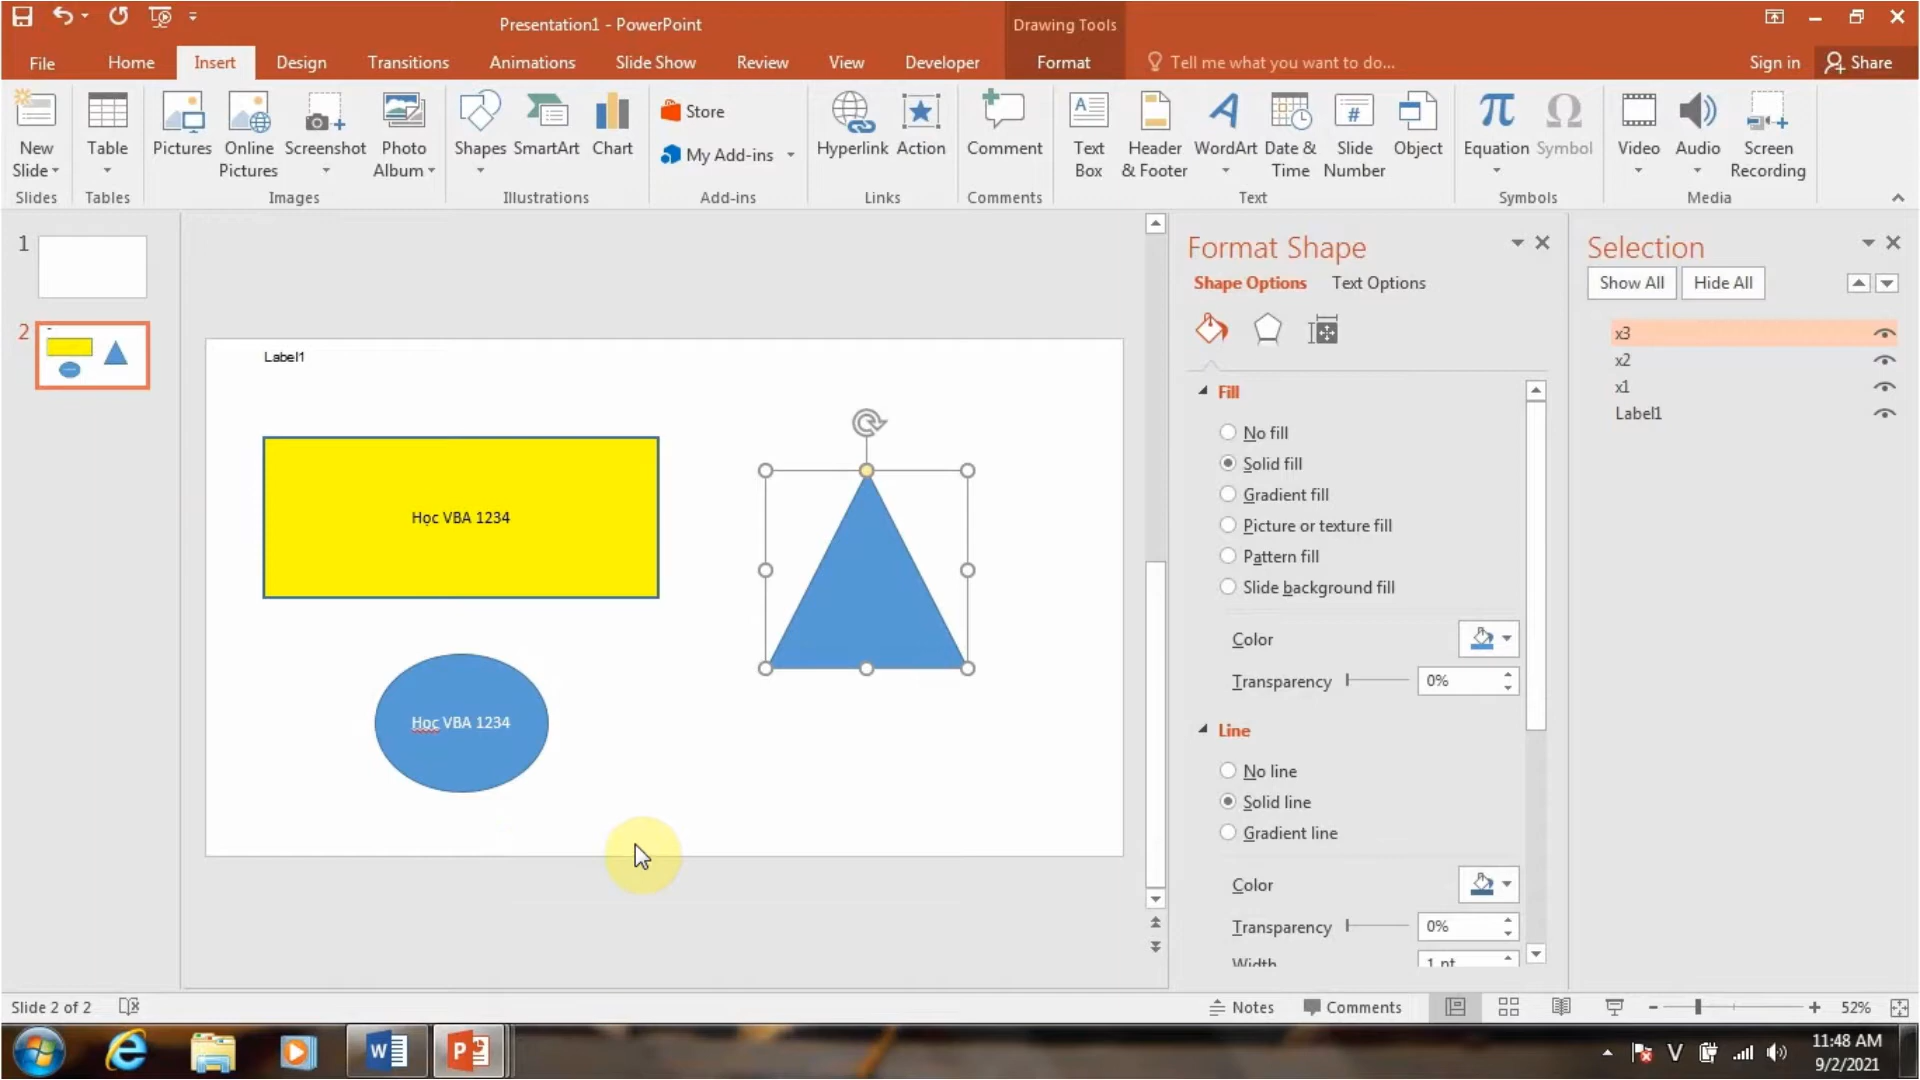 Presentation1 - PowerPoint
Drawing Tools
File Home Insert Design Transitions Animations Slide Show Review View Developer Format Tell me what you want to do... Sign in Share
New Slide
Table
Pictures
Online Pictures
Screenshot
Photo Album
Shapes
SmartArt
Chart
Store
My Add-ins
Hyperlink
Action
Comment
Text Box
Header & Footer
WordArt
Date & Time
Slide Number
Object
Equation
Symbol
Video
Audio
Screen Recording
Slides Tables Images Illustrations Add-ins Links Comments Text Symbols Media
1
2
Label1
Học VBA 1234
Học VBA 1234
Format Shape
Shape Options Text Options
Fill
No fill
Solid fill
Gradient fill
Picture or texture fill
Pattern fill
Slide background fill
Color
Transparency 0%
Line
No line
Solid line
Gradient line
Color
Transparency 0%
Width 1 pt
Selection
Show All Hide All
x3
x2
x1
Label1
Slide 2 of 2
Notes Comments 52%
V
11:48 AM
9/2/2021